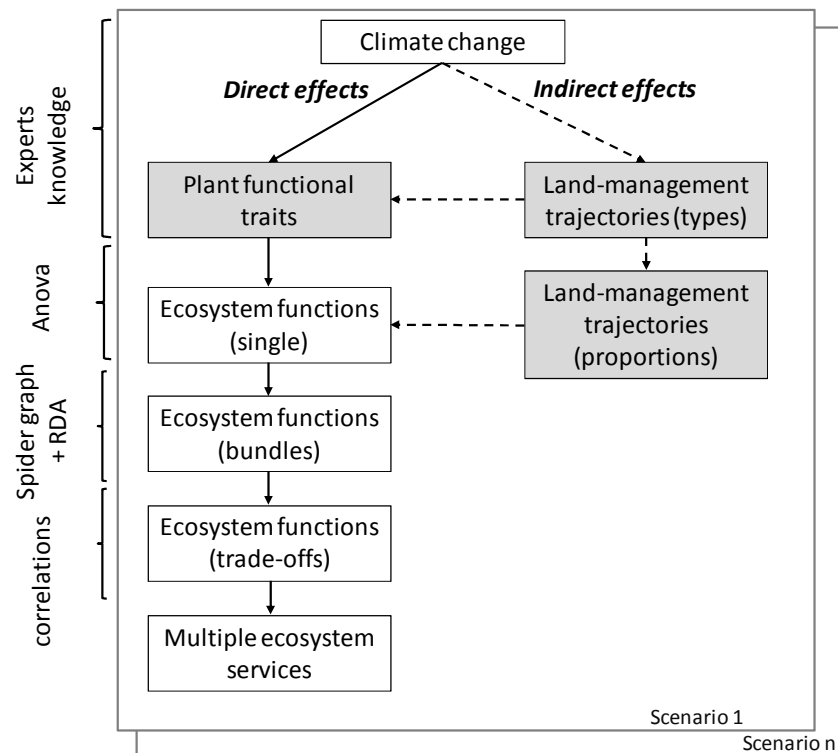 Climate change
Direct effects
Indirect effects
Experts
knowledge
Plant functional
traits
Land-management
trajectories (types)
Anova
Ecosystem functions
(single)
Land-management
trajectories
(proportions)
Spider graph
+ RDA
Ecosystem functions
(bundles)
correlations
Ecosystem functions
(trade-offs)
Multiple ecosystem
services
Scenario 1
Scenario n